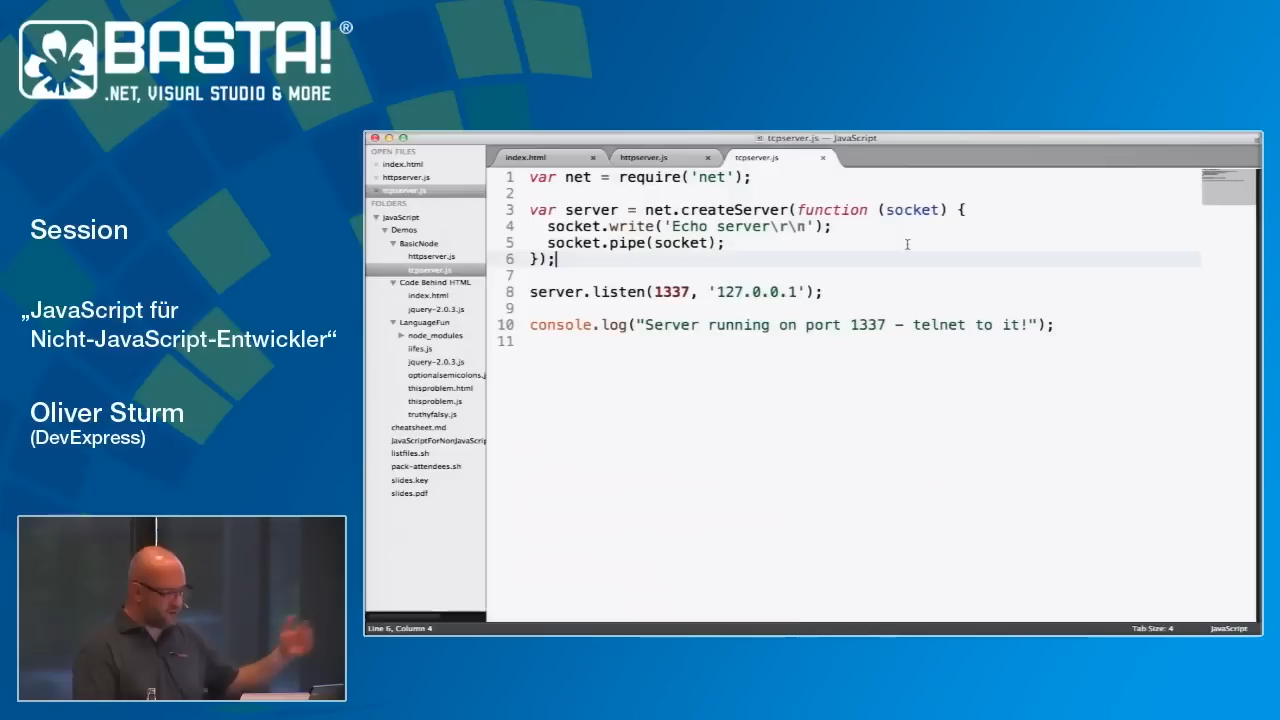 BASTA!®
.NET, VISUAL STUDIO & MORE
Session
„JavaScript für
Nicht-JavaScript-Entwickler“
Oliver Sturm
(DevExpress)
tcpserver.js — JavaScript
OPEN FILES
index.html
httpserver.js
tcpserver.js
FOLDERS
JavaScript
Demos
BasicNode
httpserver.js
tcpserver.js
Code Behind HTML
index.html
jquery-2.0.3.js
LanguageFun
node_modules
iifes.js
jquery-2.0.3.js
optionalsemicolons.j
thisproblem.html
thisproblem.js
truthyfalsy.js
cheatsheet.md
JavaScriptForNonJavaScrip
listfiles.sh
pack-attendees.sh
slides.key
slides.pdf
index.html httpserver.js tcpserver.js
1 var net = require('net');
2
3 var server = net.createServer(function (socket) {
4 socket.write('Echo server\r\n');
5 socket.pipe(socket);
6 });
7
8 server.listen(1337, '127.0.0.1');
9
10 console.log("Server running on port 1337 - telnet to it!");
11
Line 6, Column 4 Tab Size: 4 JavaScript